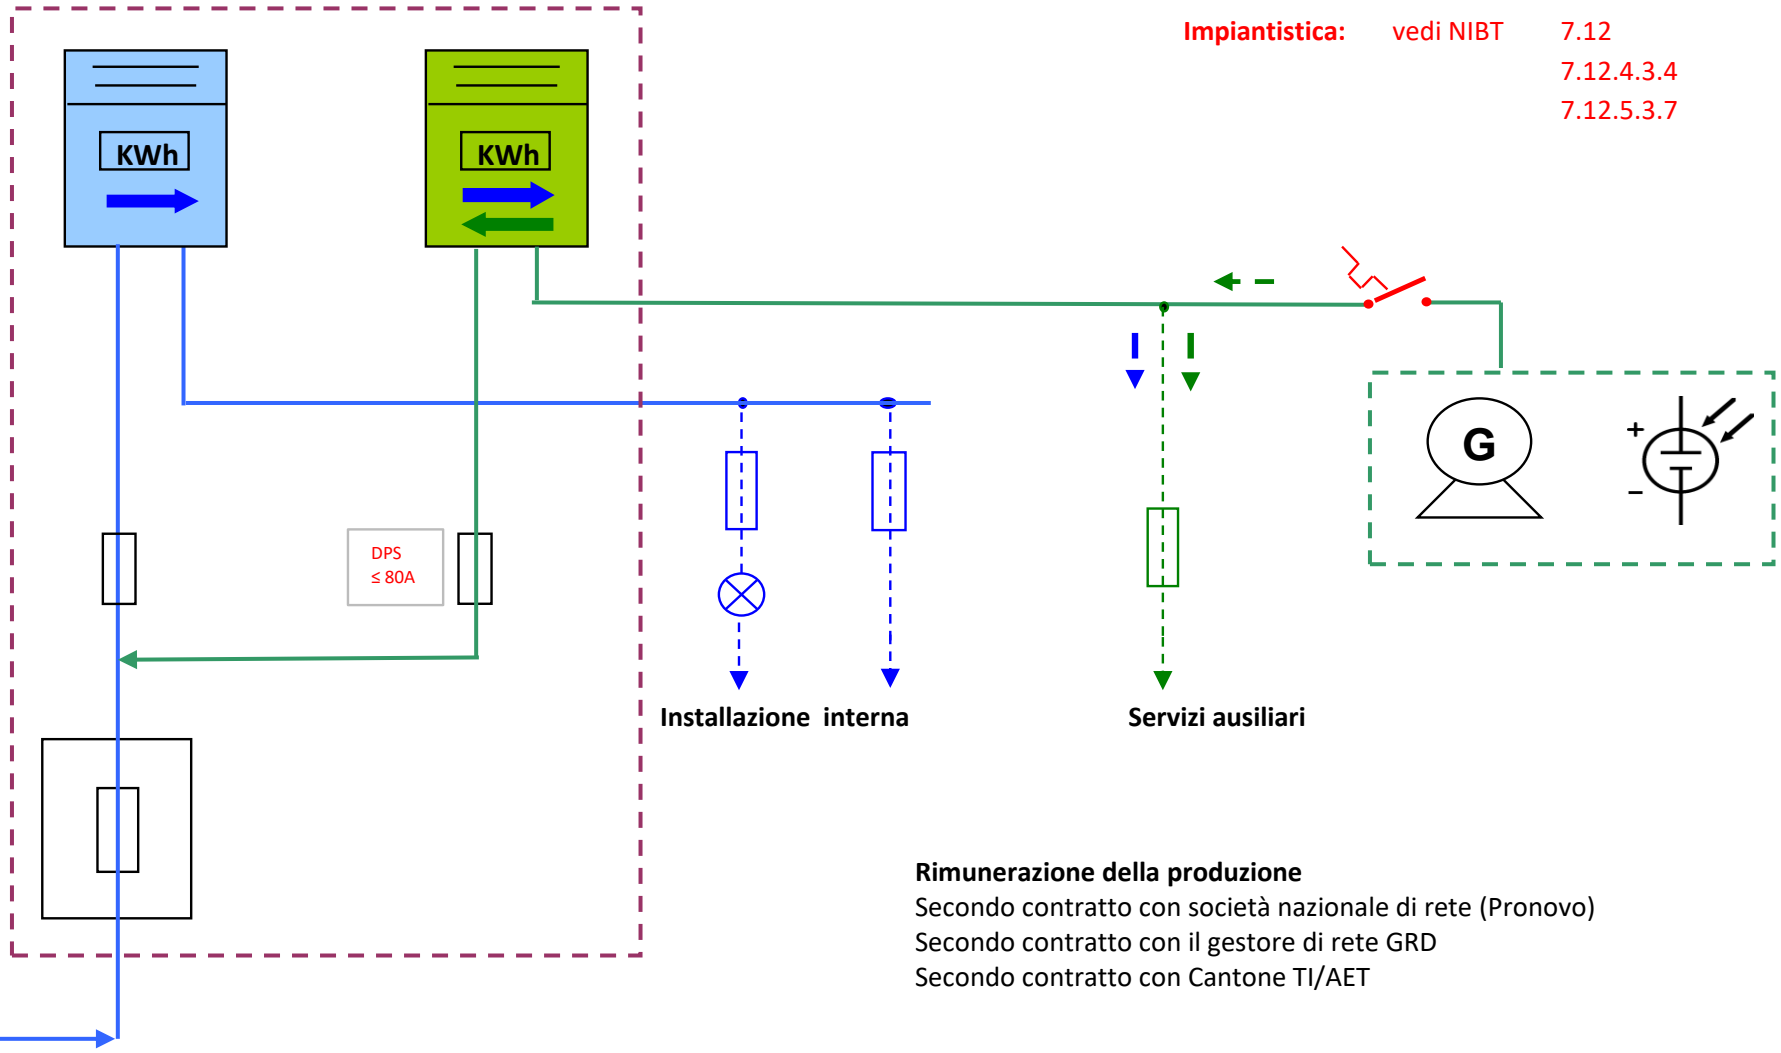 Impiantistica: vedi NIBT 7.12
7.12.4.3.4
7.12.5.3.7
KWh
KWh
G
+
−
DPS
≤ 80A
Installazione interna
Servizi ausiliari
Rimunerazione della produzione
Secondo contratto con società nazionale di rete (Pronovo)
Secondo contratto con il gestore di rete GRD
Secondo contratto con Cantone TI/AET